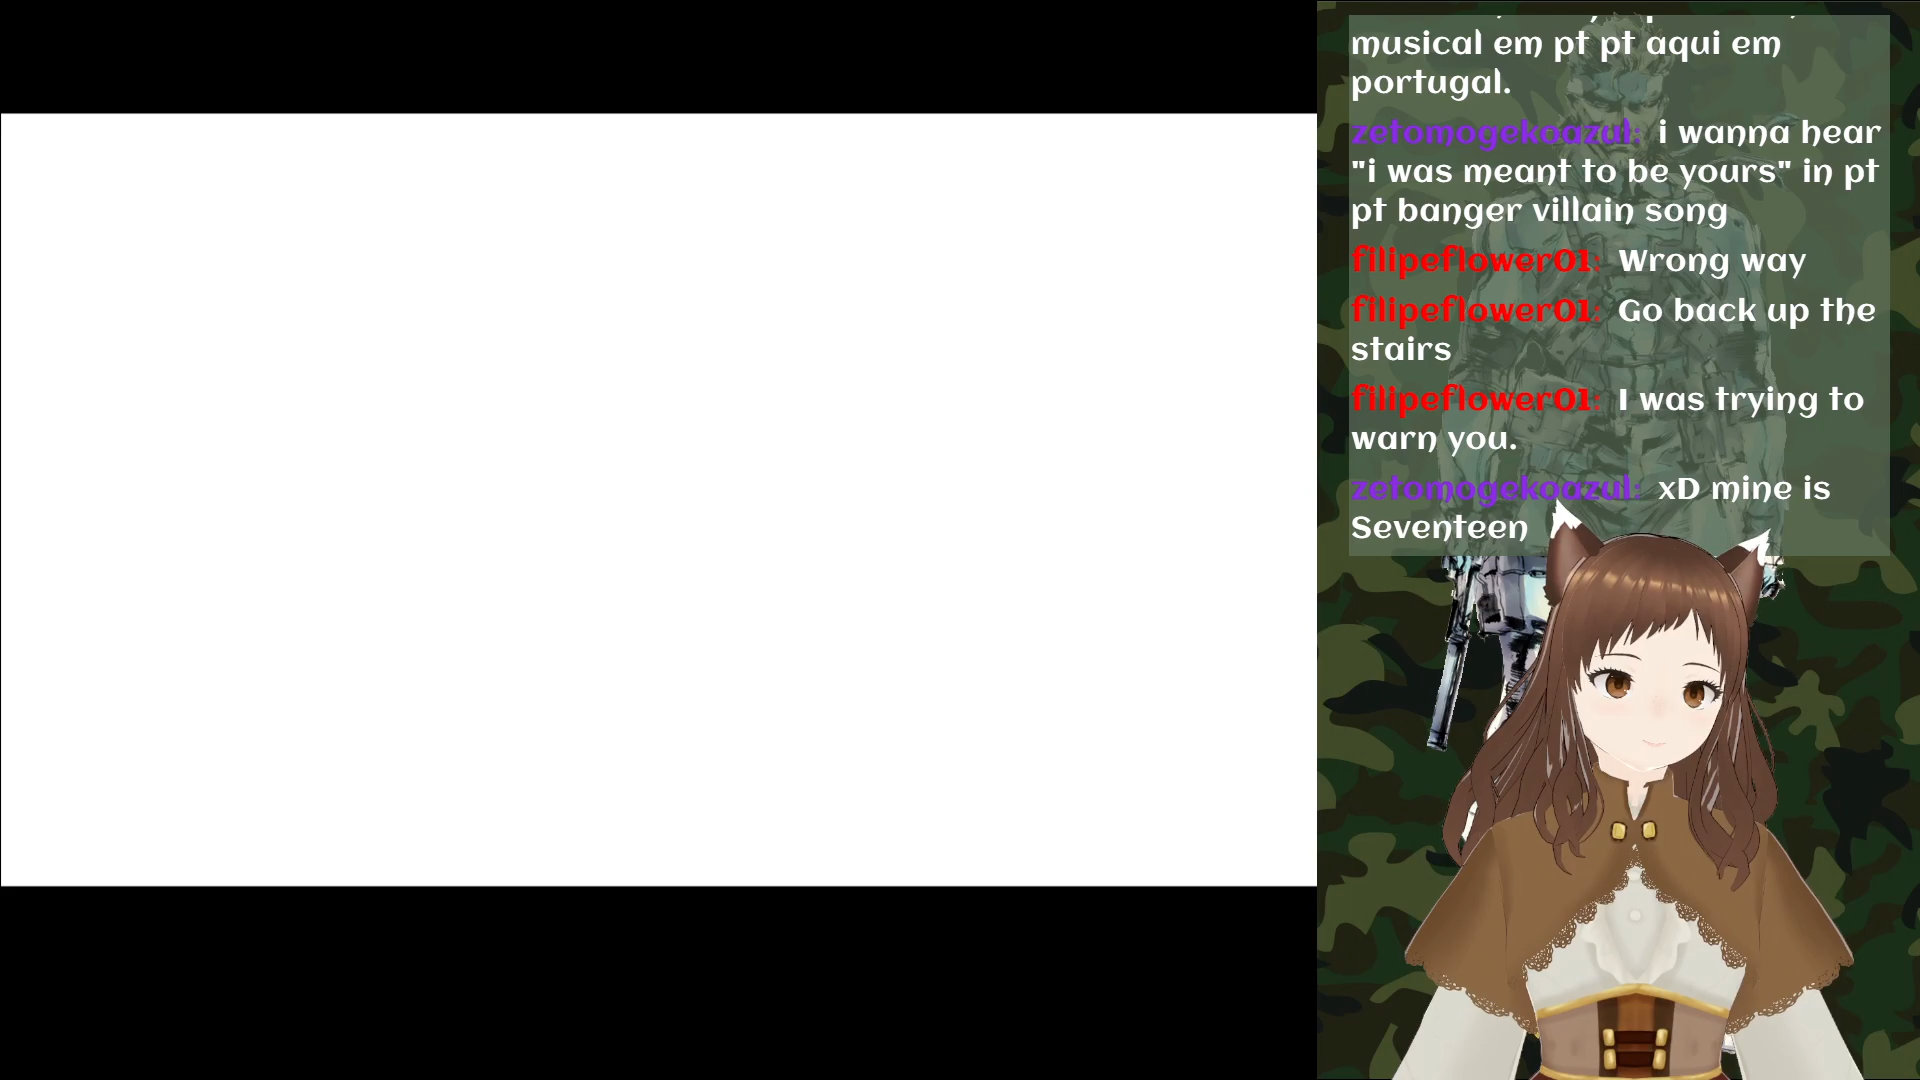 musical em pt pt aqui em
portugal.
zetomogekoazul: i wanna hear
"i was meant to be yours" in pt
pt banger villain song
filipeflower01: Wrong way
filipeflower01: Go back up the
stairs
filipeflower01: I was trying to
warn you.
zetomogekoazul: xD mine is
Seventeen